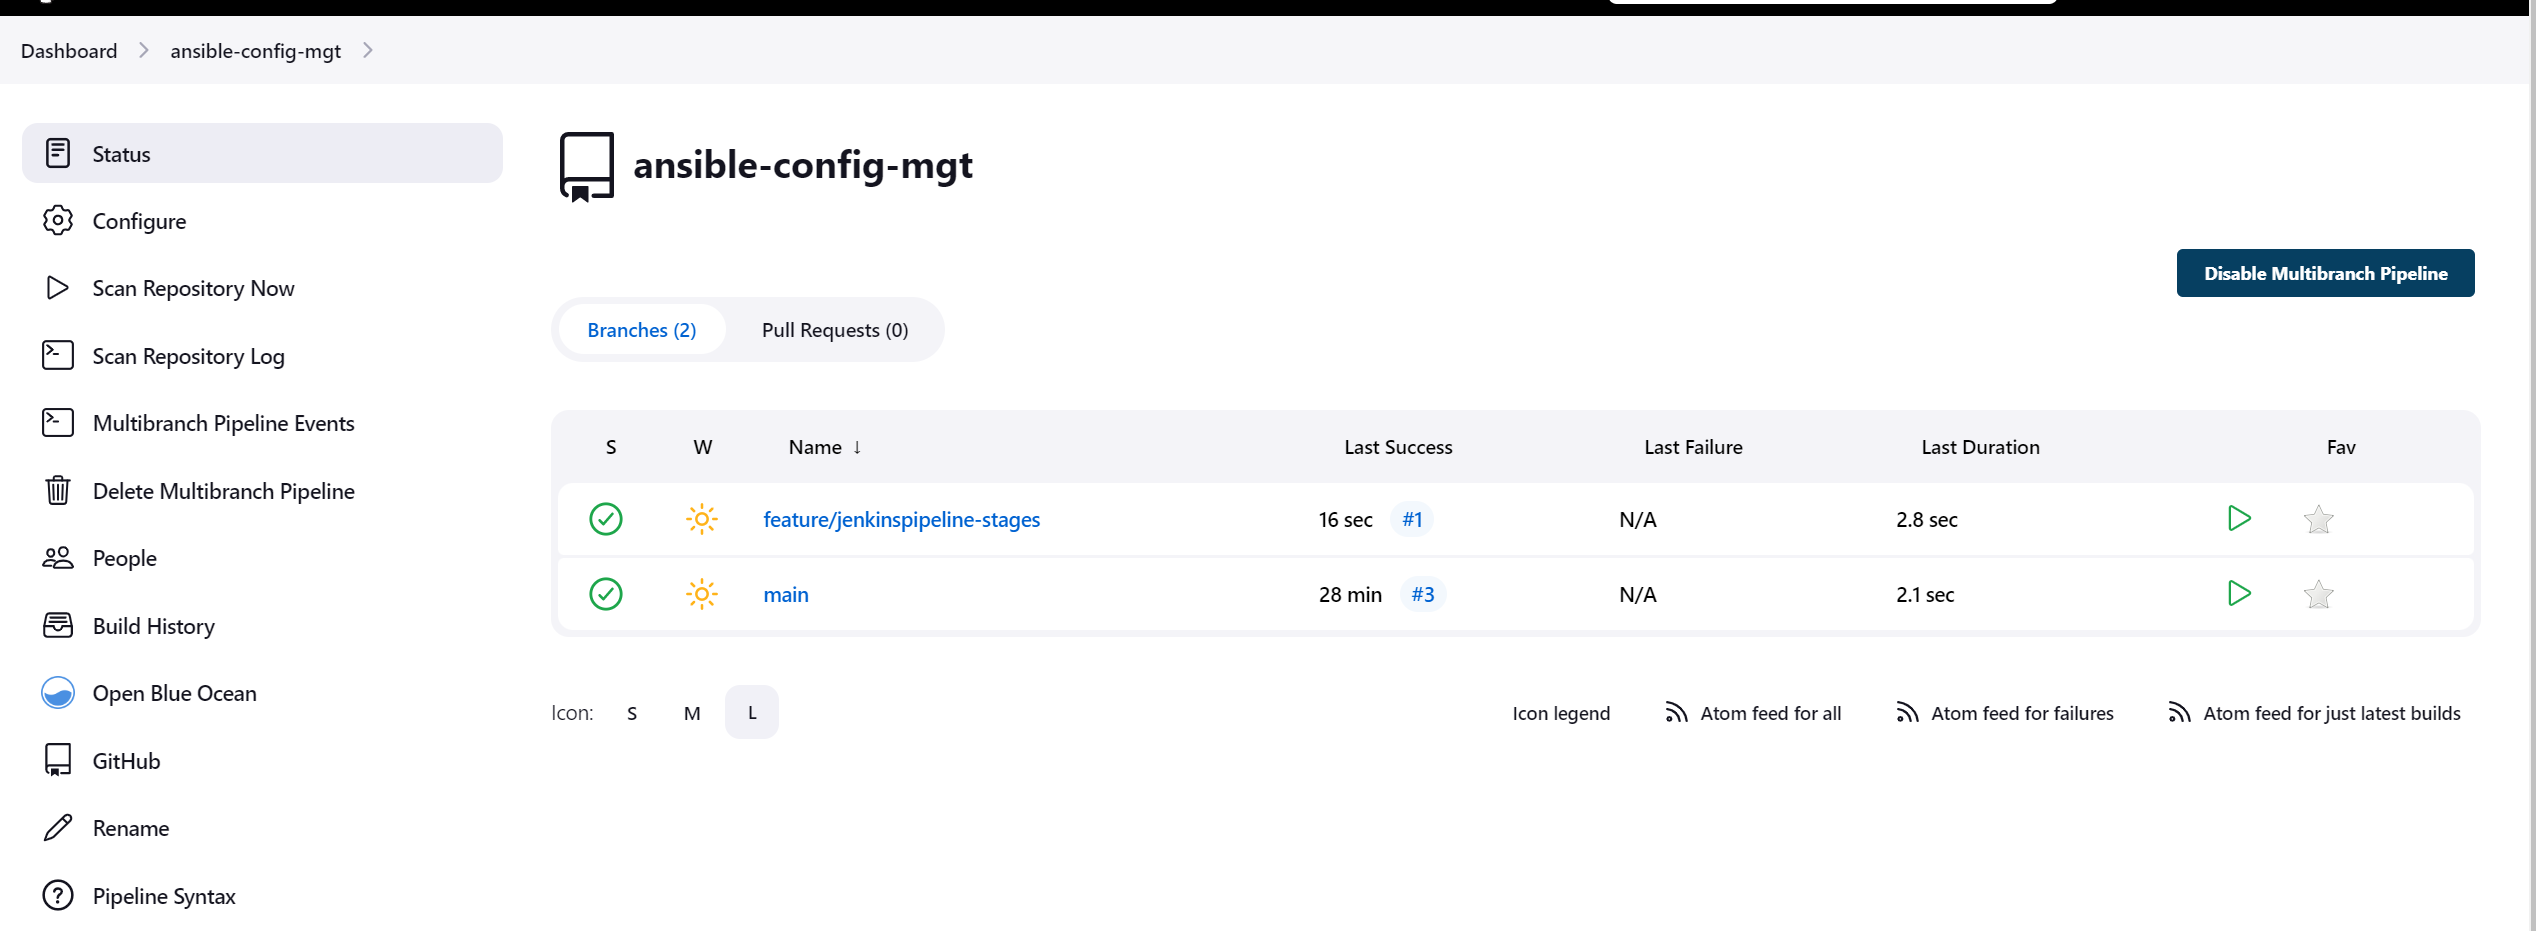 Dashboard
ansible-config-mgt
Status
Configure
Scan Repository Now
Scan Repository Log
Multibranch Pipeline Events
Delete Multibranch Pipeline
People
Build History
Open Blue Ocean
GitHub
Rename
Pipeline Syntax
ansible-config-mgt
Disable Multibranch Pipeline
Branches (2) Pull Requests (0)
S W Name ↓ Last Success Last Failure Last Duration Fav
feature/jenkinspipeline-stages 16 sec #1 N/A 2.8 sec
main 28 min #3 N/A 2.1 sec
Icon: S M L Icon legend Atom feed for all Atom feed for failures Atom feed for just latest builds